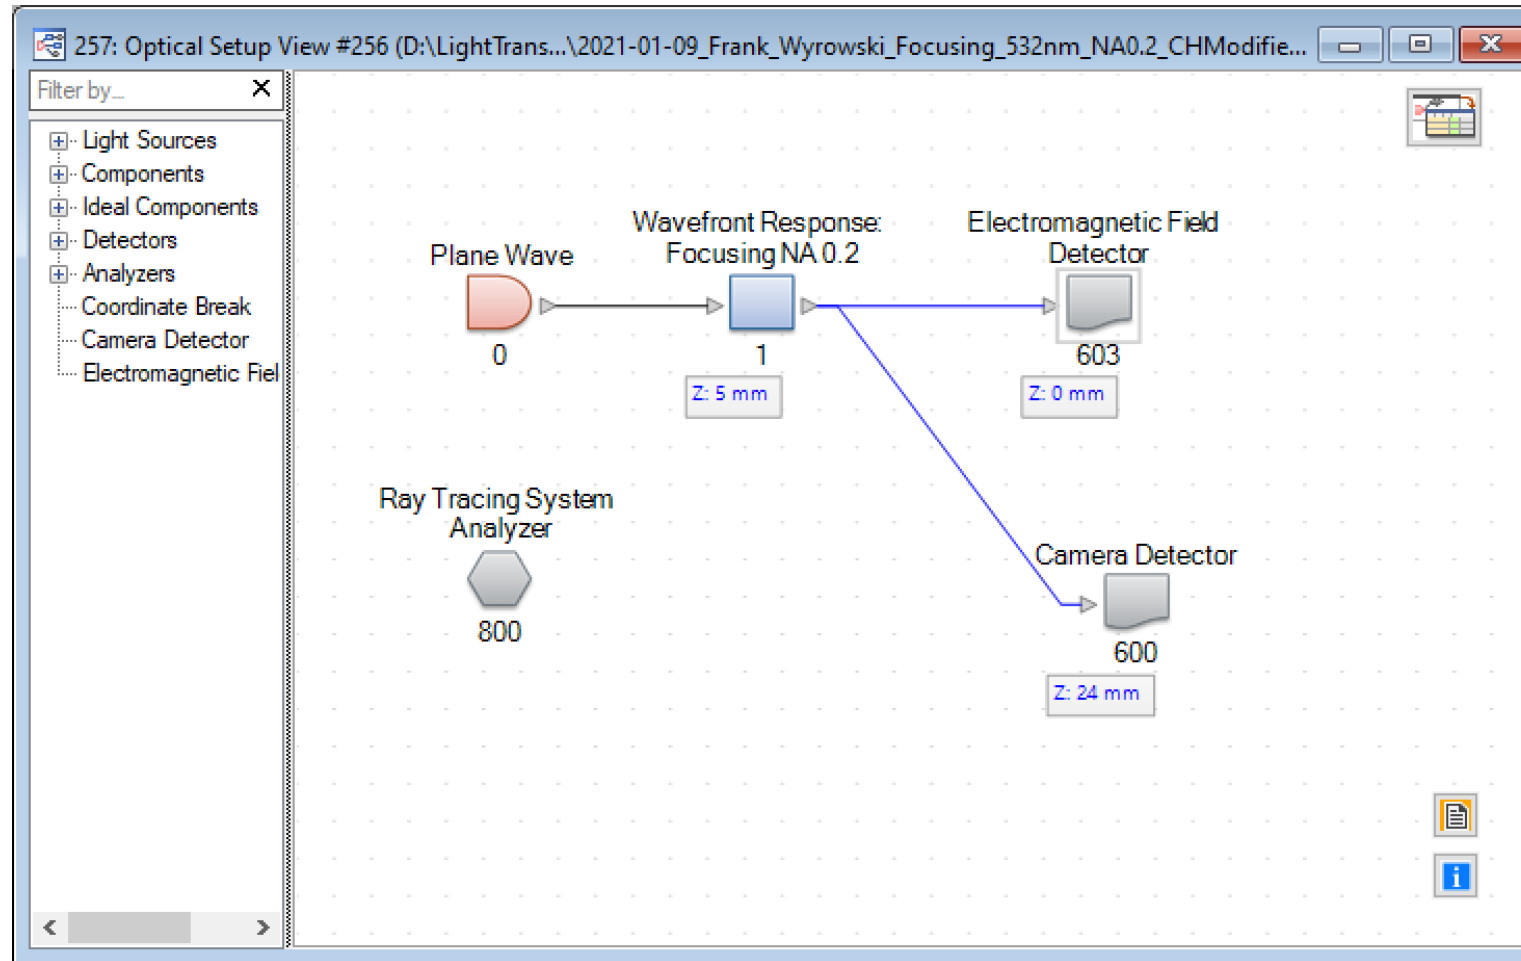 257: Optical Setup View #256 (D:\LightTrans...\2021-01-09_Frank_Wyrowski_Focusing_532nm_NA0.2_CHModifie...
Filter by...
Light Sources
Components
Ideal Components
Detectors
Analyzers
Coordinate Break
Camera Detector
Electromagnetic Fiel
Plane Wave
0
Wavefront Response:
Focusing NA 0.2
1
Z: 5 mm
Electromagnetic Field
Detector
603
Z: 0 mm
Ray Tracing System
Analyzer
800
Camera Detector
600
Z: 24 mm